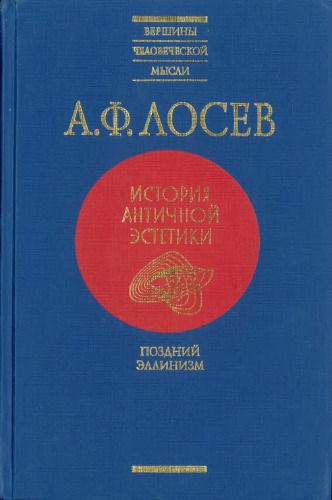 ВЕРШИНЫ
ЧЕЛОВЕЧЕСКОЙ
МЫСЛИ
А.Ф.ЛОСЕВ
ИСТОРИЯ
АНТИЧНОЙ
ЭСТЕТИКИ
ПОЗДНИЙ
ЭЛЛИНИЗМ